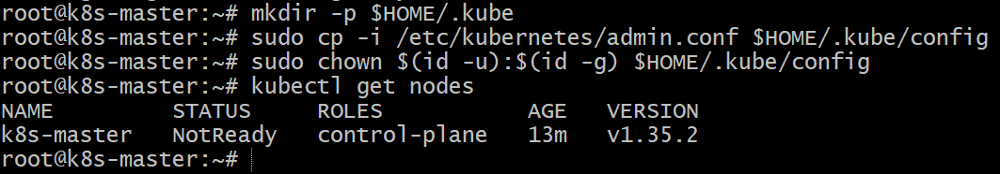 root@k8s-master:~# mkdir -p $HOME/.kube
root@k8s-master:~# sudo cp -i /etc/kubernetes/admin.conf $HOME/.kube/config
root@k8s-master:~# sudo chown $(id -u):$(id -g) $HOME/.kube/config
root@k8s-master:~# kubectl get nodes
NAME         STATUS     ROLES           AGE   VERSION
k8s-master   NotReady   control-plane   13m   v1.35.2
root@k8s-master:~#